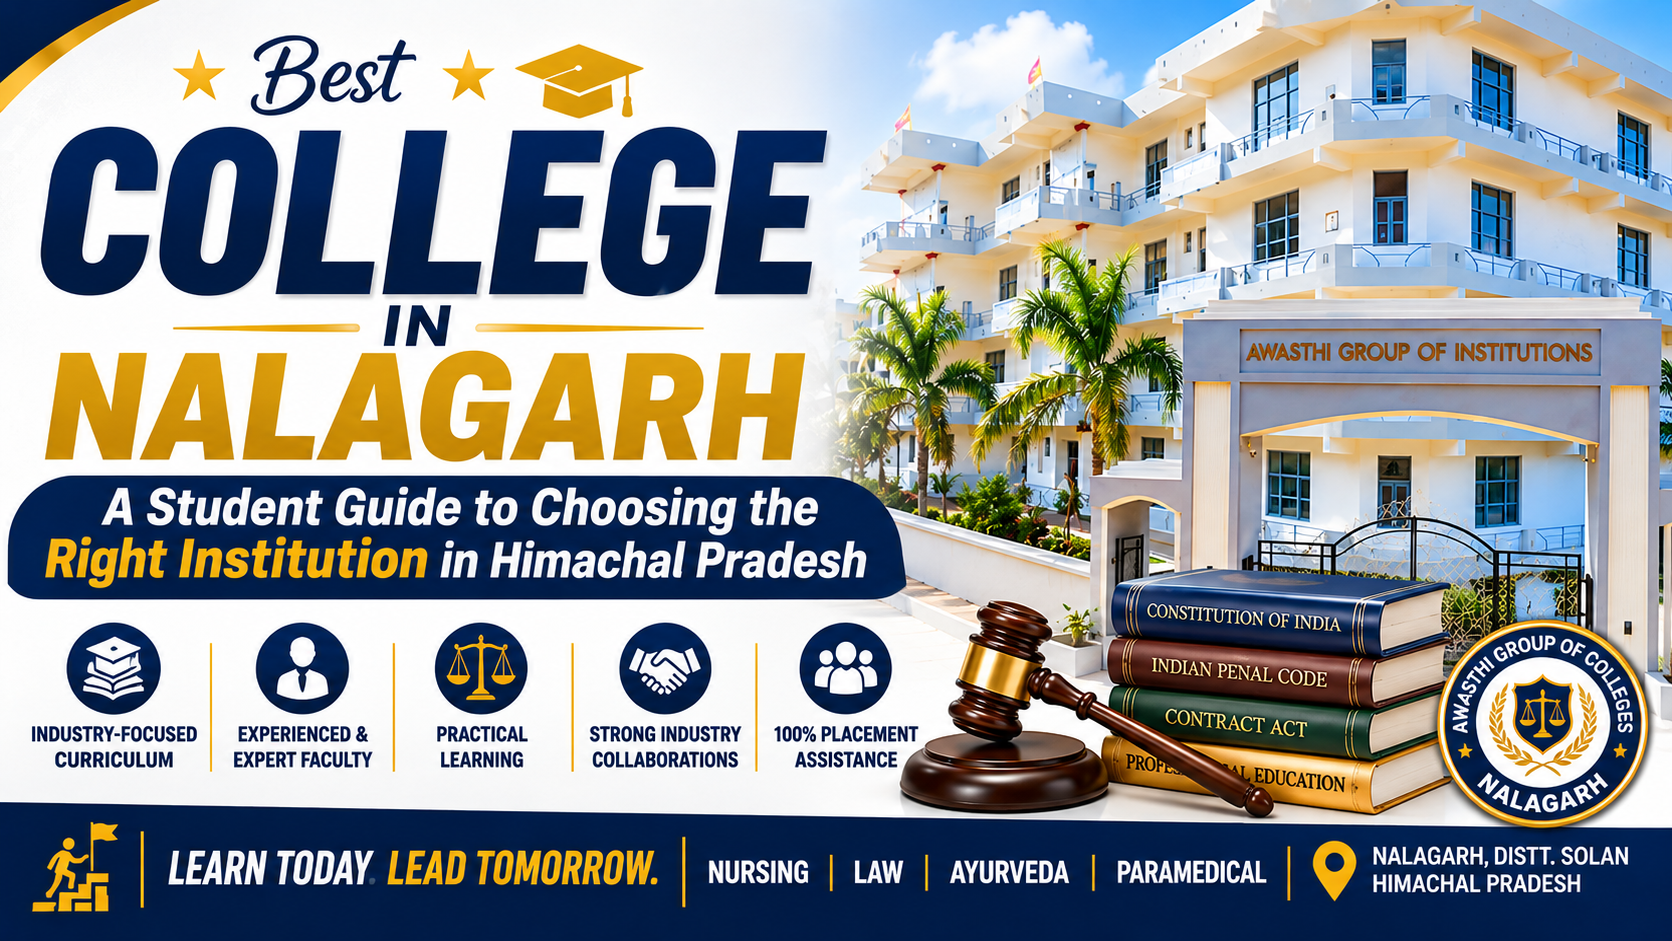 Best
COLLEGE
IN
NALAGARH
A Student Guide to Choosing the
Right Institution in Himachal Pradesh
INDUSTRY-FOCUSED
CURRICULUM
EXPERIENCED &
EXPERT FACULTY
PRACTICAL
LEARNING
STRONG INDUSTRY
COLLABORATIONS
100% PLACEMENT
ASSISTANCE
AWASTHI GROUP OF INSTITUTIONS
CONSTITUTION OF INDIA
INDIAN PENAL CODE
CONTRACT ACT
EDUCATION
AWASTHI GROUP OF COLLEGES
NALAGARH
LEARN TODAY. LEAD TOMORROW.
NURSING
LAW
AYURVEDA
PARAMEDICAL
NALAGARH, DISTT. SOLAN
HIMACHAL PRADESH